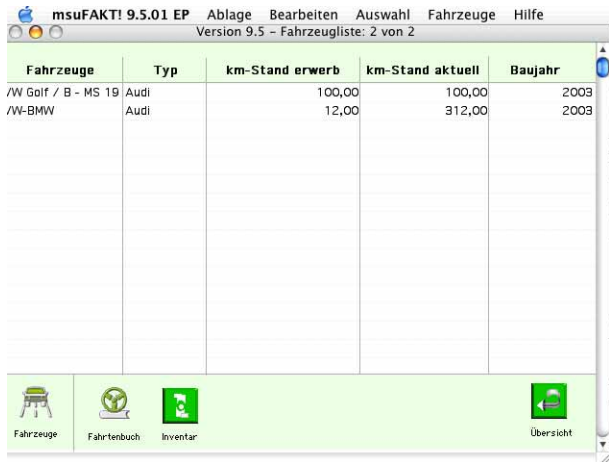 msuFAKT! 9.5.01 EP Ablage Bearbeiten Auswahl Fahrzeuge Hilfe
Version 9.5 – Fahrzeugliste: 2 von 2
Fahrzeuge Typ km-Stand erwerb km-Stand aktuell Baujahr
/W Golf / B - MS 19 Audi 100,00 100,00 2003
/W-BMW Audi 12,00 312,00 2003
Fahrzeuge Fahrtenbuch Inventar Übersicht